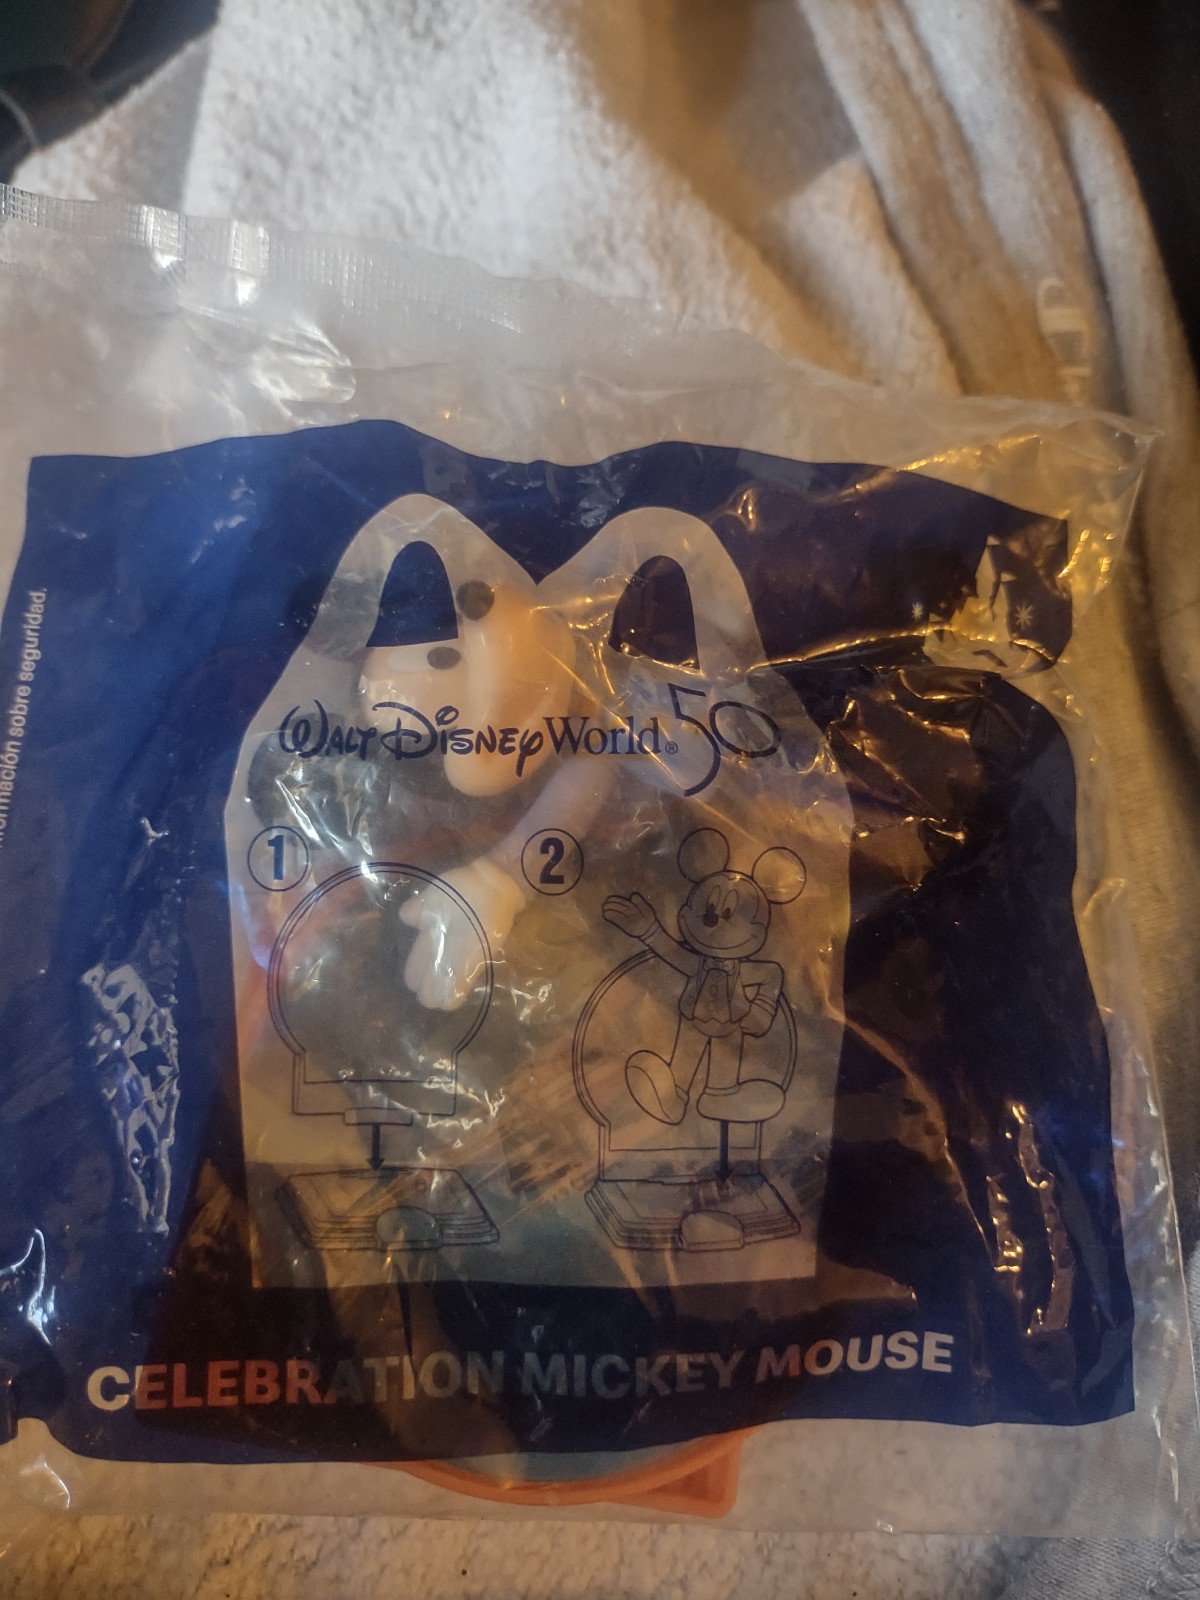 información sobre seguridad.
WALT DISNEY World® 50
1
2
CELEBRATION MICKEY MOUSE